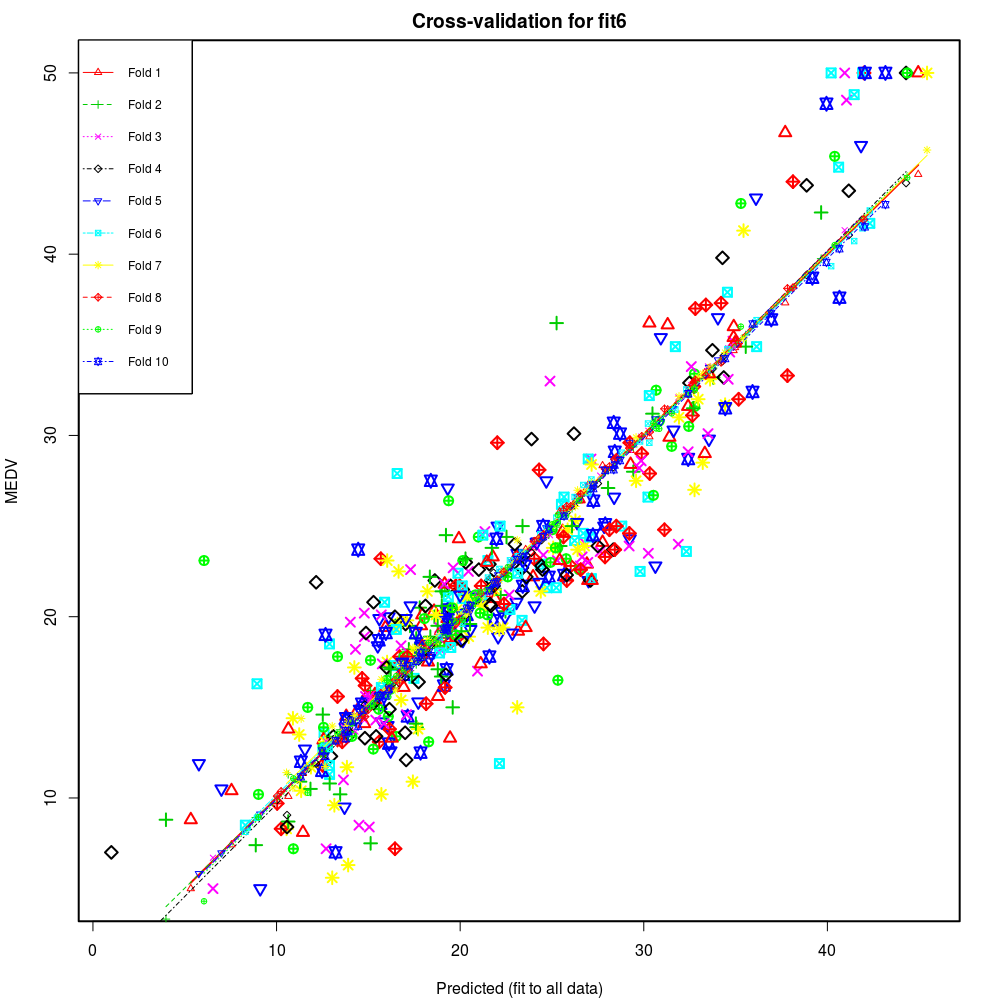 Cross-validation for fit6
Fold 1
Fold 2
Fold 3
Fold 4
Fold 5
Fold 6
Fold 7
Fold 8
Fold 9
Fold 10
MEDV
50
40
30
20
10
0 10 20 30 40
Predicted (fit to all data)